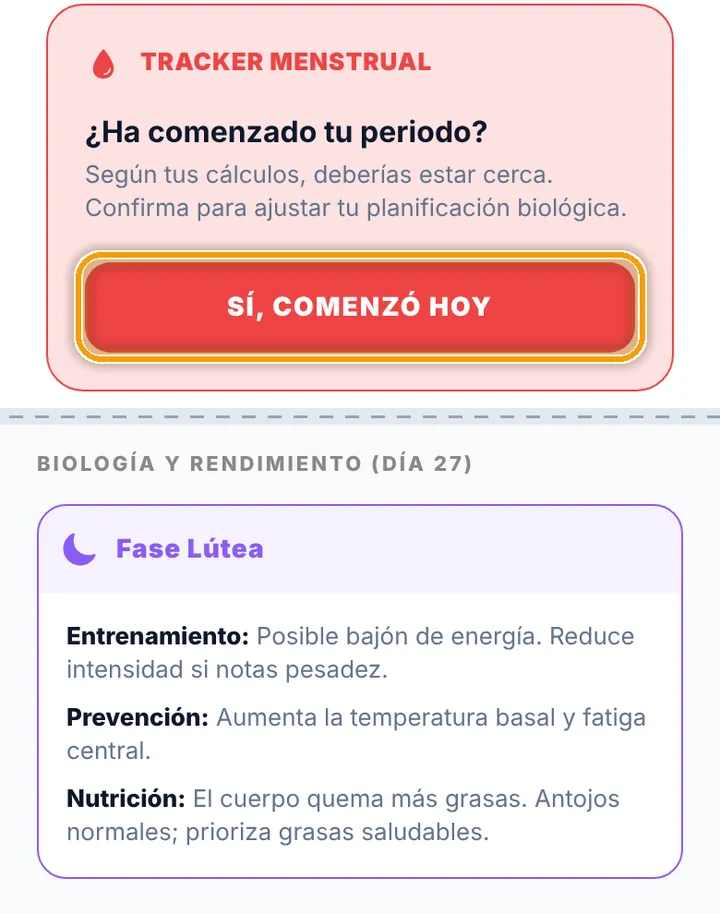 TRACKER MENSTRUAL
¿Ha comenzado tu periodo?
Según tus cálculos, deberías estar cerca.
Confirma para ajustar tu planificación biológica.
SÍ, COMENZÓ HOY
BIOLOGÍA Y RENDIMIENTO (DÍA 27)
Fase Lútea
Entrenamiento: Posible bajón de energía. Reduce
intensidad si notas pesadez.
Prevención: Aumenta la temperatura basal y fatiga
central.
Nutrición: El cuerpo quema más grasas. Antojos
normales; prioriza grasas saludables.